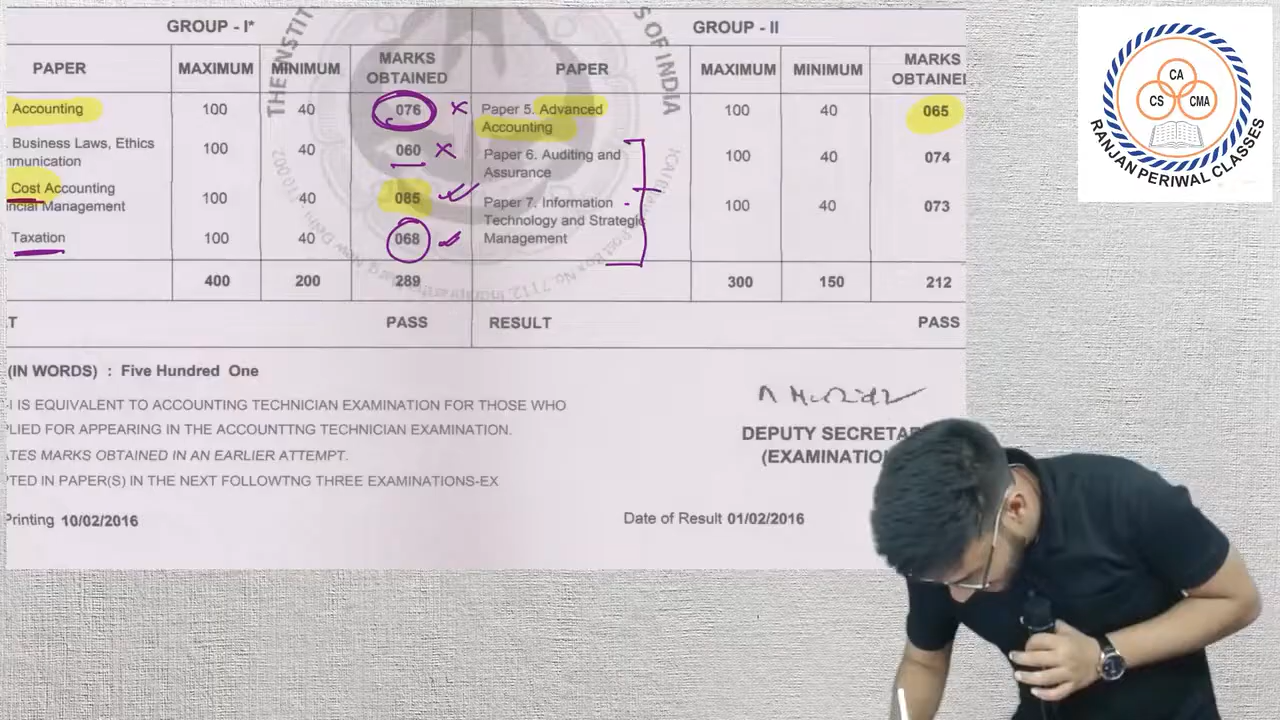 GROUP - I*
GROUP - II
PAPER MAXIMUM MINIMUM MARKS OBTAINED PAPER MAXIMUM MINIMUM MARKS OBTAINED
Accounting 100 40 076 Paper 5. Advanced Accounting 100 40 065
Business Laws, Ethics 100 40 060 Paper 6. Auditing and Assurance 100 40 074
Cost Accounting 100 085 Paper 7. Information Technology and Strategic Management 100 40 073
Taxation 100 40 068
400 200 289 300 150 212
PASS RESULT PASS
(IN WORDS) : Five Hundred One
I IS EQUIVALENT TO ACCOUNTING TECHNICIAN EXAMINATION FOR THOSE WHO
PLIED FOR APPEARING IN THE ACCOUNTTNG TECHNICIAN EXAMINATION.
ATES MARKS OBTAINED IN AN EARLIER ATTEMPT.
PTED IN PAPER(S) IN THE NEXT FOLLOWTNG THREE EXAMINATIONS-EX
DEPUTY SECRETA
(EXAMINATIO
Printing 10/02/2016
Date of Result 01/02/2016
CA
CS CMA
RANJAN PERIWAL CLASSES